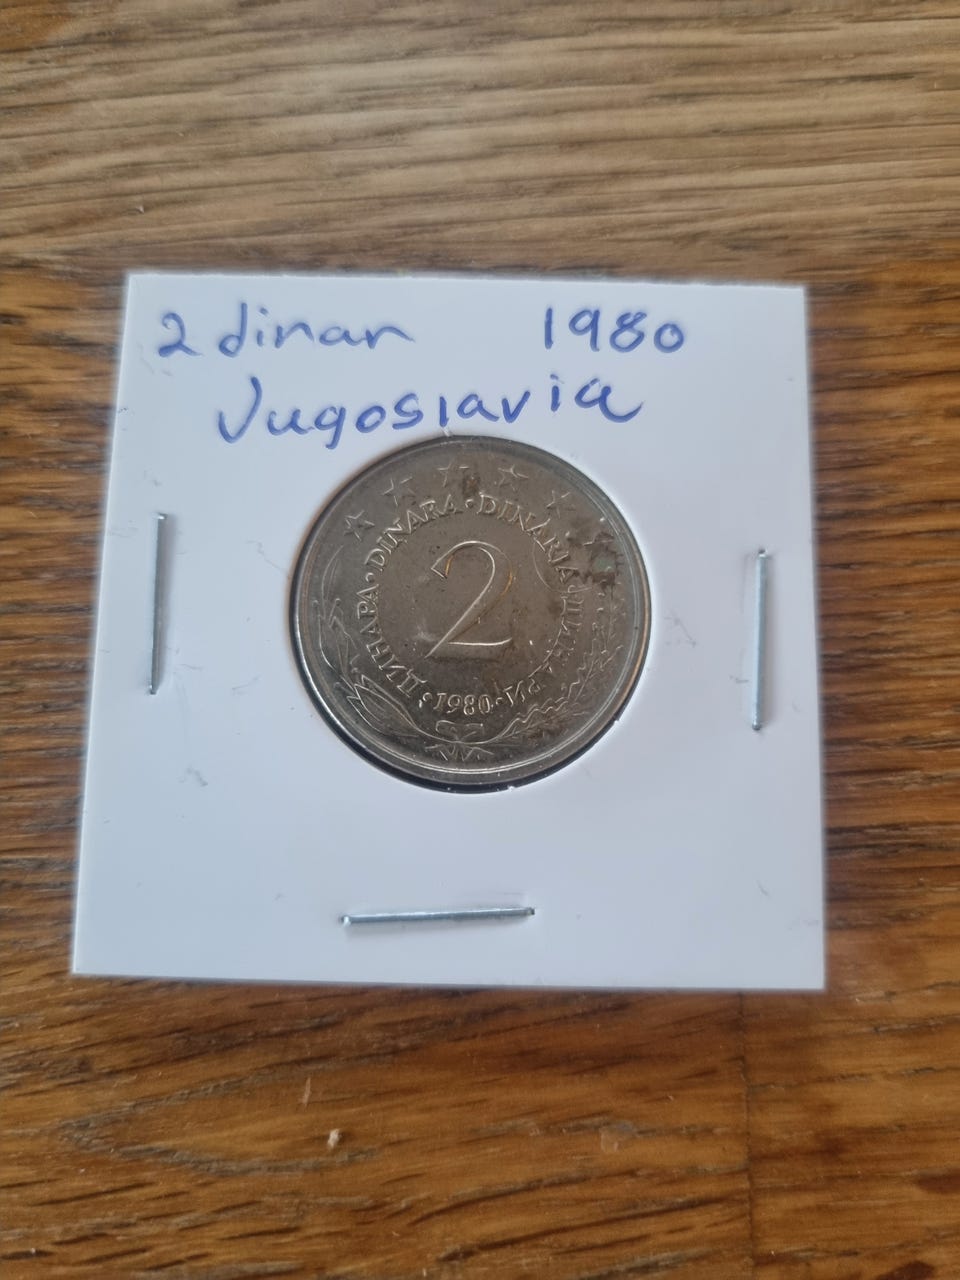 2 dinar 1980
Jugoslavia
ДИНАРА • DINARA • DINARJA • ДИНАРИ
2
• 1980 •